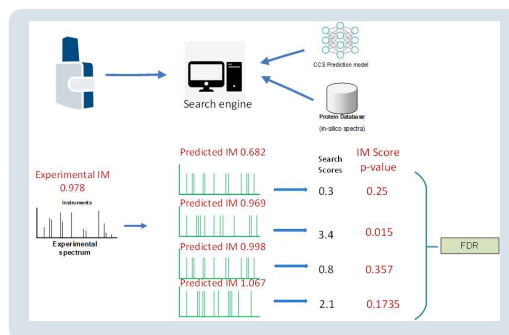 CCS Prediction model
Search engine
Protein Database
(in-silico spectra)
Predicted IM 0.682
Search
Scores
IM Score
p-value
Experimental IM
0.978
Instruments
Experimental
spectrum
0.3
0.25
Predicted IM 0.969
3.4
0.015
Predicted IM 0.998
0.8
0.357
Predicted IM 1.067
2.1
0.1735
FDR